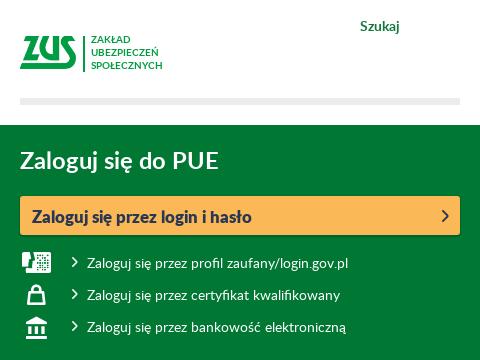 Szukaj
ZUS
ZAKŁAD
UBEZPIECZEŃ
SPOŁECZNYCH
Zaloguj się do PUE
Zaloguj się przez login i hasło
Zaloguj się przez profil zaufany/login.gov.pl
Zaloguj się przez certyfikat kwalifikowany
Zaloguj się przez bankowość elektroniczną